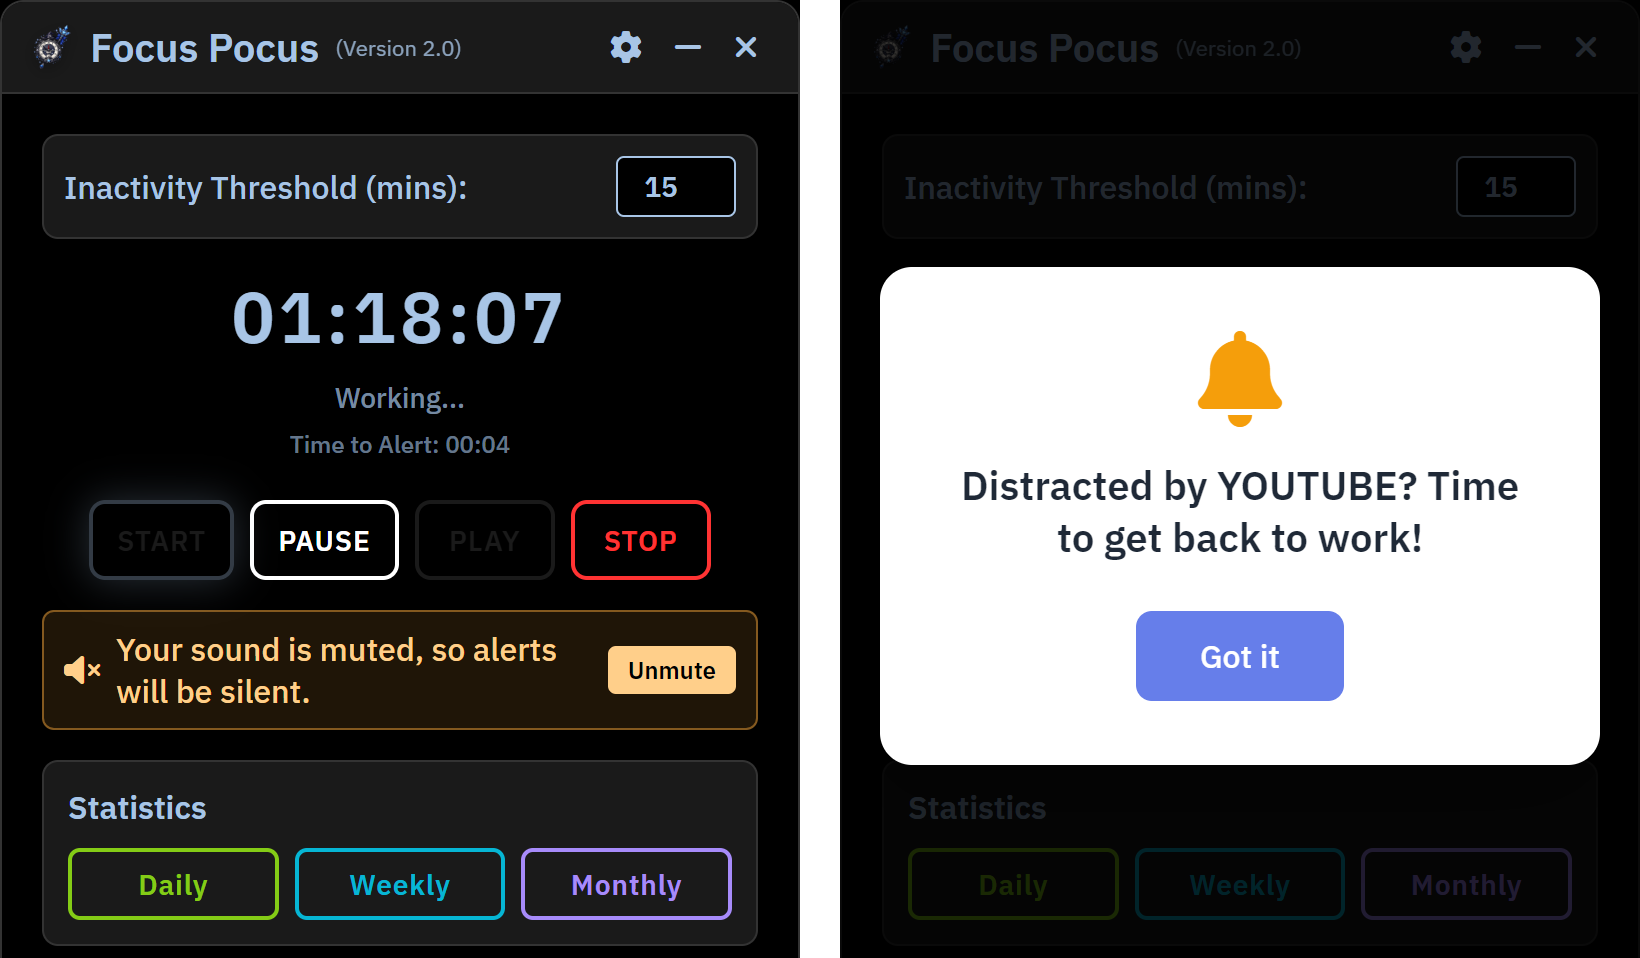 Focus Pocus (Version 2.0)
Inactivity Threshold (mins): 15
01:18:07
Working...
Time to Alert: 00:04
START PAUSE PLAY STOP
Your sound is muted, so alerts
will be silent.
Unmute
Statistics
Daily Weekly Monthly
Focus Pocus (Version 2.0)
Inactivity Threshold (mins): 15
Distracted by YOUTUBE? Time
to get back to work!
Got it
Statistics
Daily Weekly Monthly